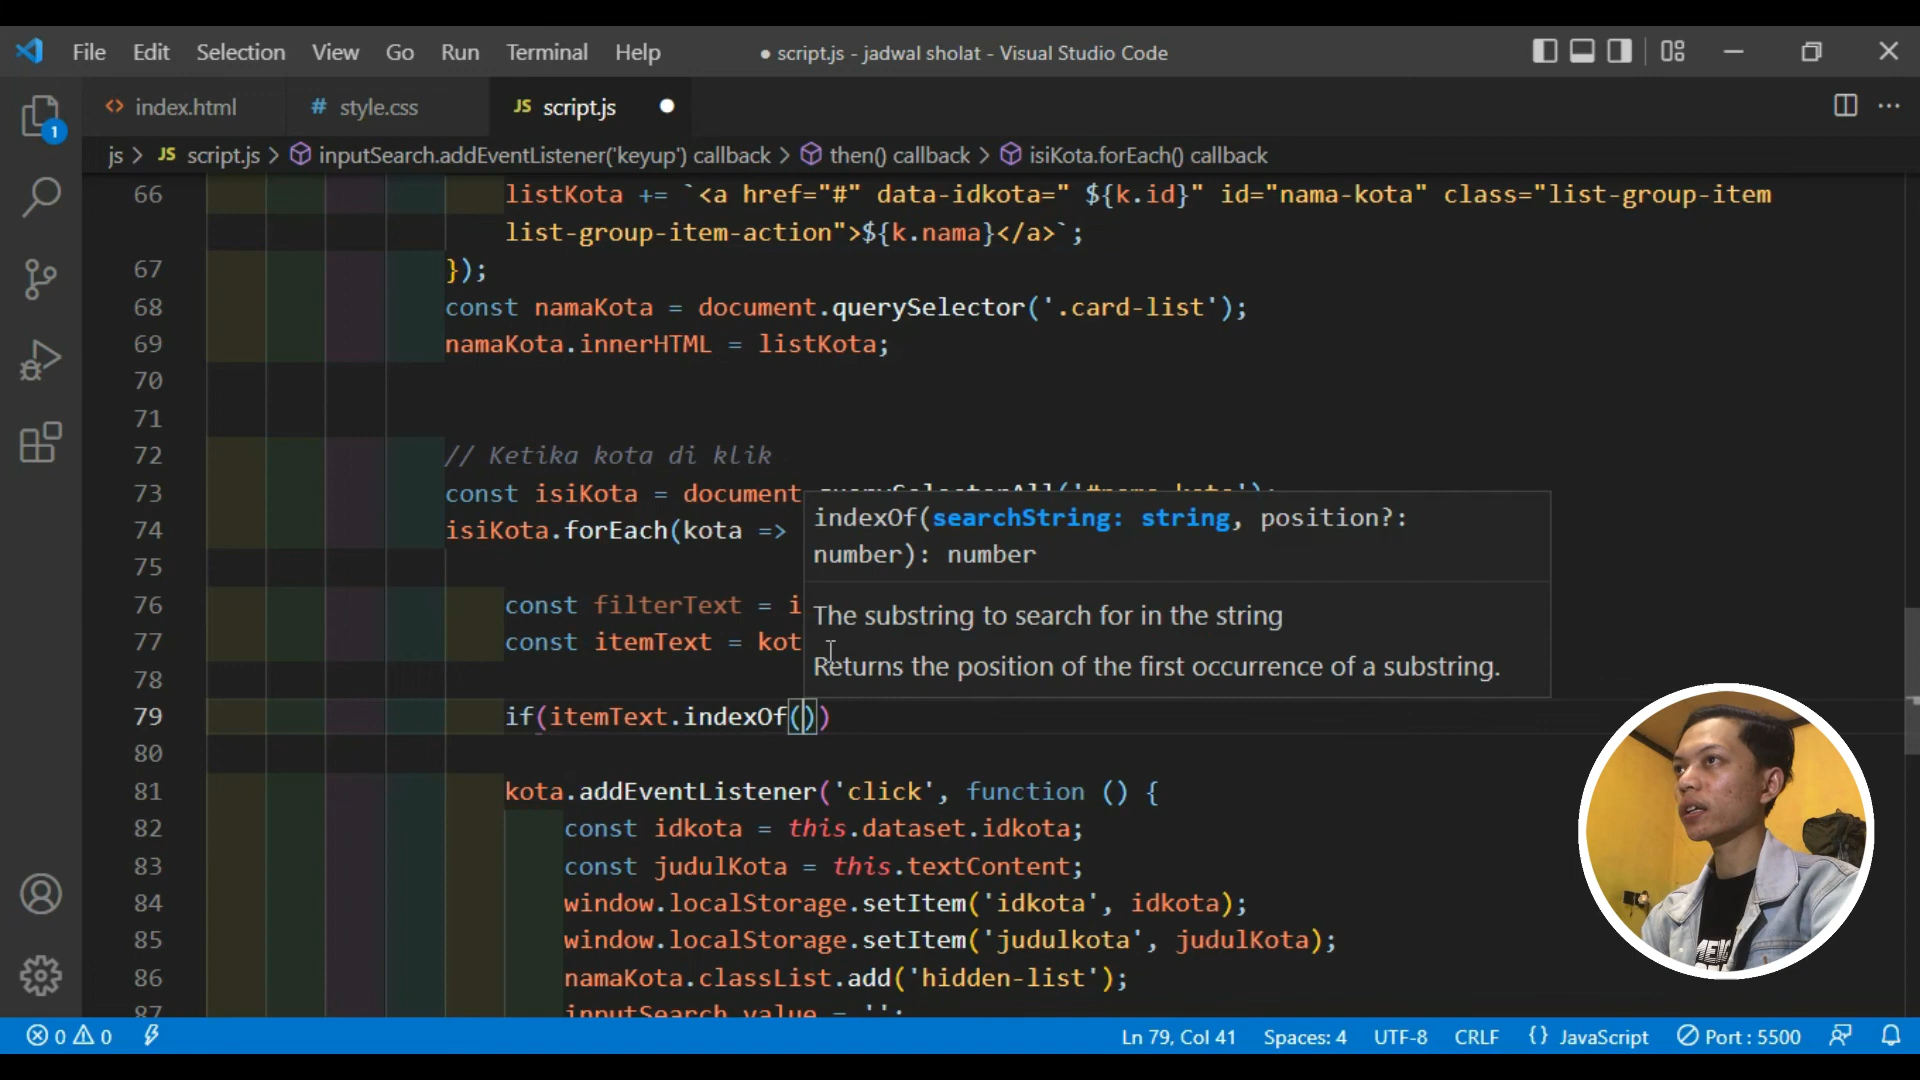 File Edit Selection View Go Run Terminal Help ● script.js - jadwal sholat - Visual Studio Code
<> index.html # style.css JS script.js ●
js > JS script.js > inputSearch.addEventListener('keyup') callback > then() callback > isiKota.forEach() callback
1
66 listKota += `<a href="#" data-idkota=" ${k.id}" id="nama-kota" class="list-group-item
list-group-item-action">${k.nama}</a>`;
67 });
68 const namaKota = document.querySelector('.card-list');
69 namaKota.innerHTML = listKota;
70
71
72 // Ketika kota di klik
73 const isiKota = document.querySelectorAll('#nama-kota');
74 isiKota.forEach(kota =>
indexOf(searchString: string, position?:
number): number
75
76 const filterText = i
The substring to search for in the string
77 const itemText = kot
Returns the position of the first occurrence of a substring.
78
79 if(itemText.indexOf())
80
81 kota.addEventListener('click', function () {
82 const idkota = this.dataset.idkota;
83 const judulKota = this.textContent;
84 window.localStorage.setItem('idkota', idkota);
85 window.localStorage.setItem('judulkota', judulKota);
86 namaKota.classList.add('hidden-list');
87 inputSearch.value = '';
0 0 Ln 79, Col 41 Spaces: 4 UTF-8 CRLF {} JavaScript Port : 5500